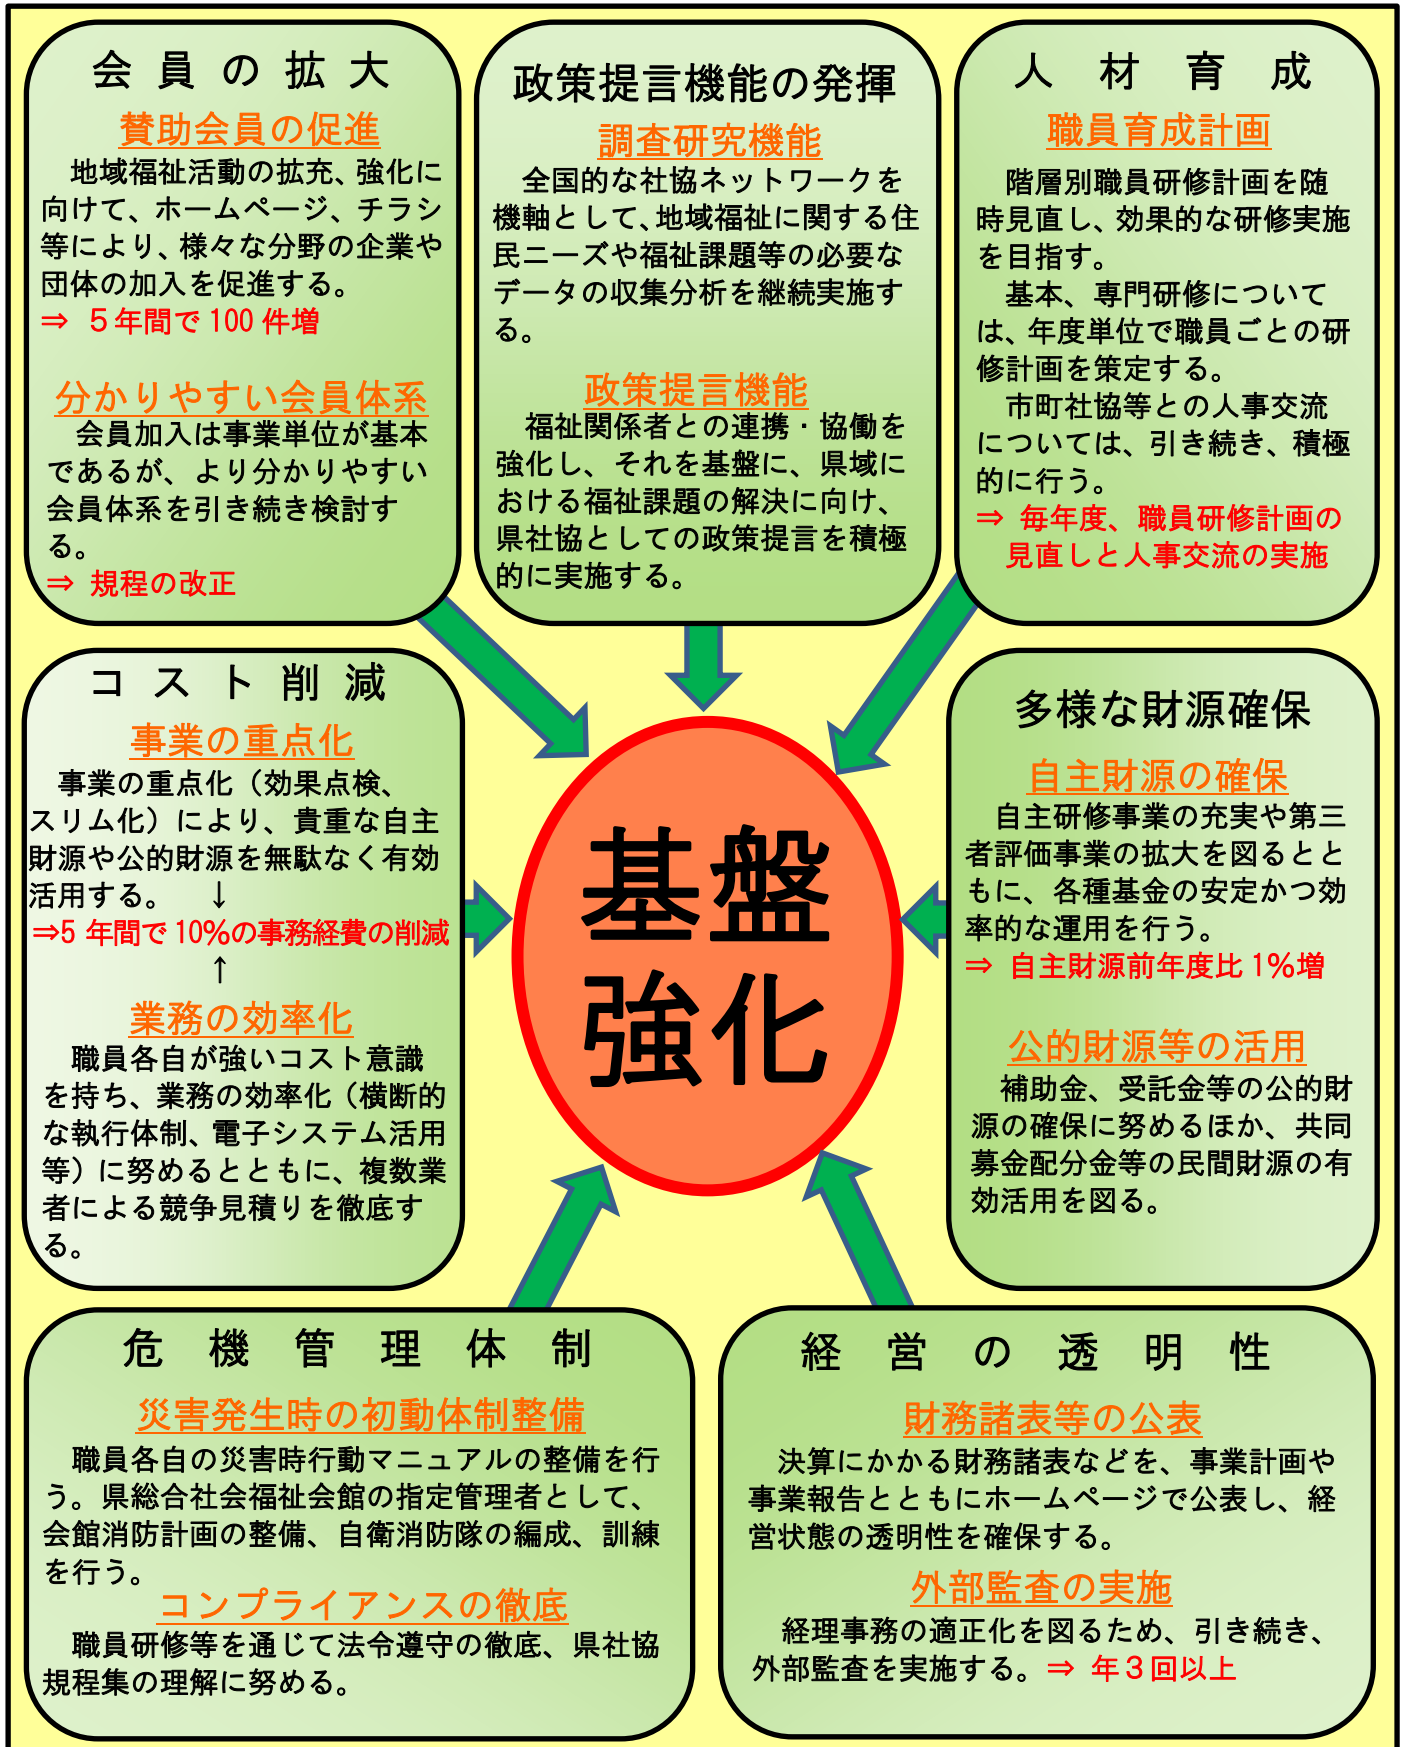 会員の拡大
賛助会員の促進
地域福祉活動の拡充、強化に
向けて、ホームページ、チラシ
等により、様々な分野の企業や
団体の加入を促進する。
⇒ ５年間で 100 件増
分かりやすい会員体系
会員加入は事業単位が基本
であるが、より分かりやすい
会員体系を引き続き検討す
る。
⇒ 規程の改正
政策提言機能の発揮
調査研究機能
全国的な社協ネットワークを
機軸として、地域福祉に関する住
民ニーズや福祉課題等の必要な
データの収集分析を継続実施す
る。
政策提言機能
福祉関係者との連携・協働を
強化し、それを基盤に、県域に
おける福祉課題の解決に向け、
県社協としての政策提言を積極
的に実施する。
人材育成
職員育成計画
階層別職員研修計画を随
時見直し、効果的な研修実施
を目指す。
基本、専門研修について
は、年度単位で職員ごとの研
修計画を策定する。
市町社協等との人事交流
については、引き続き、積極
的に行う。
⇒ 毎年度、職員研修計画の
見直しと人事交流の実施
コスト削減
事業の重点化
事業の重点化（効果点検、
スリム化）により、貴重な自主
財源や公的財源を無駄なく有効
活用する。 ↓
⇒5 年間で 10％の事務経費の削減
↑
業務の効率化
職員各自が強いコスト意識
を持ち、業務の効率化（横断的
な執行体制、電子システム活用
等）に努めるとともに、複数業
者による競争見積りを徹底す
る。
基盤
強化
多様な財源確保
自主財源の確保
自主研修事業の充実や第三
者評価事業の拡大を図るとと
もに、各種基金の安定かつ効
率的な運用を行う。
⇒ 自主財源前年度比 1％増
公的財源等の活用
補助金、受託金等の公的財
源の確保に努めるほか、共同
募金配分金等の民間財源の有
効活用を図る。
危機管理体制
災害発生時の初動体制整備
職員各自の災害時行動マニュアルの整備を行
う。県総合社会福祉会館の指定管理者として、
会館消防計画の整備、自衛消防隊の編成、訓練
を行う。
コンプライアンスの徹底
職員研修等を通じて法令遵守の徹底、県社協
規程集の理解に努める。
経営の透明性
財務諸表等の公表
決算にかかる財務諸表などを、事業計画や
事業報告とともにホームページで公表し、経
営状態の透明性を確保する。
外部監査の実施
経理事務の適正化を図るため、引き続き、
外部監査を実施する。⇒ 年３回以上